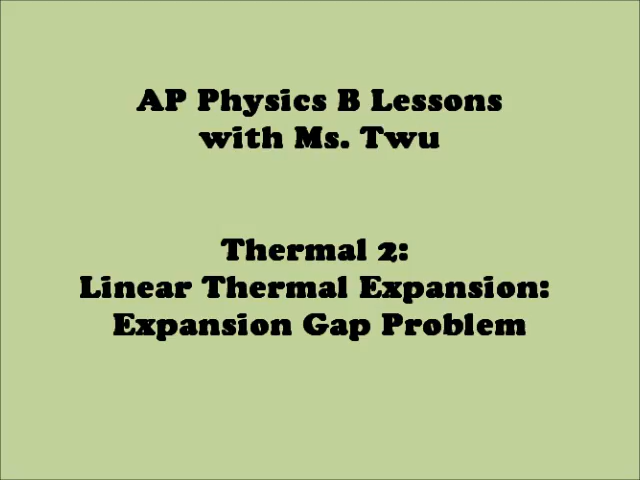 AP Physics B Lessons
with Ms. Twu
Thermal 2:
Linear Thermal Expansion:
Expansion Gap Problem